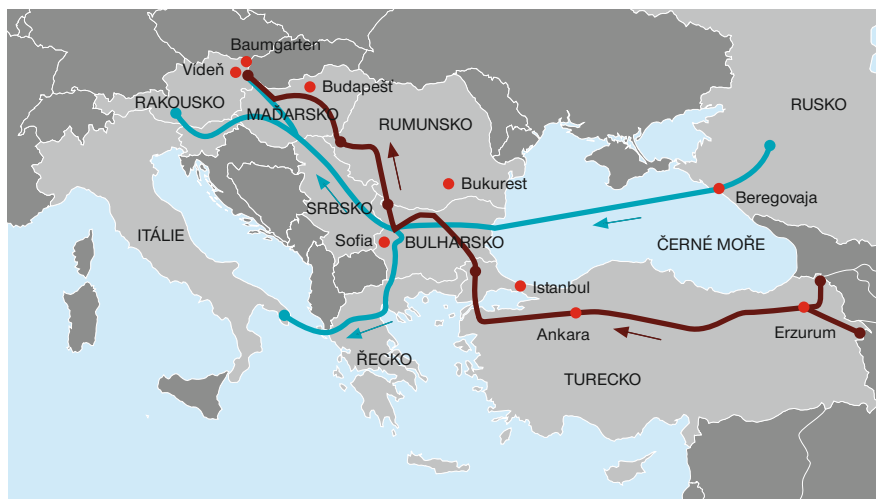 Baumgarten
Vídeň
Budapešť
RAKOUSKO
MAĎARSKO
RUSKO
RUMUNSKO
Bukurest
Beregovaja
SRBSKO
ITÁLIE
Sofia
BULHARSKO
ČERNÉ MOŘE
Istanbul
Ankara
Erzurum
ŘECKO
TURECKO